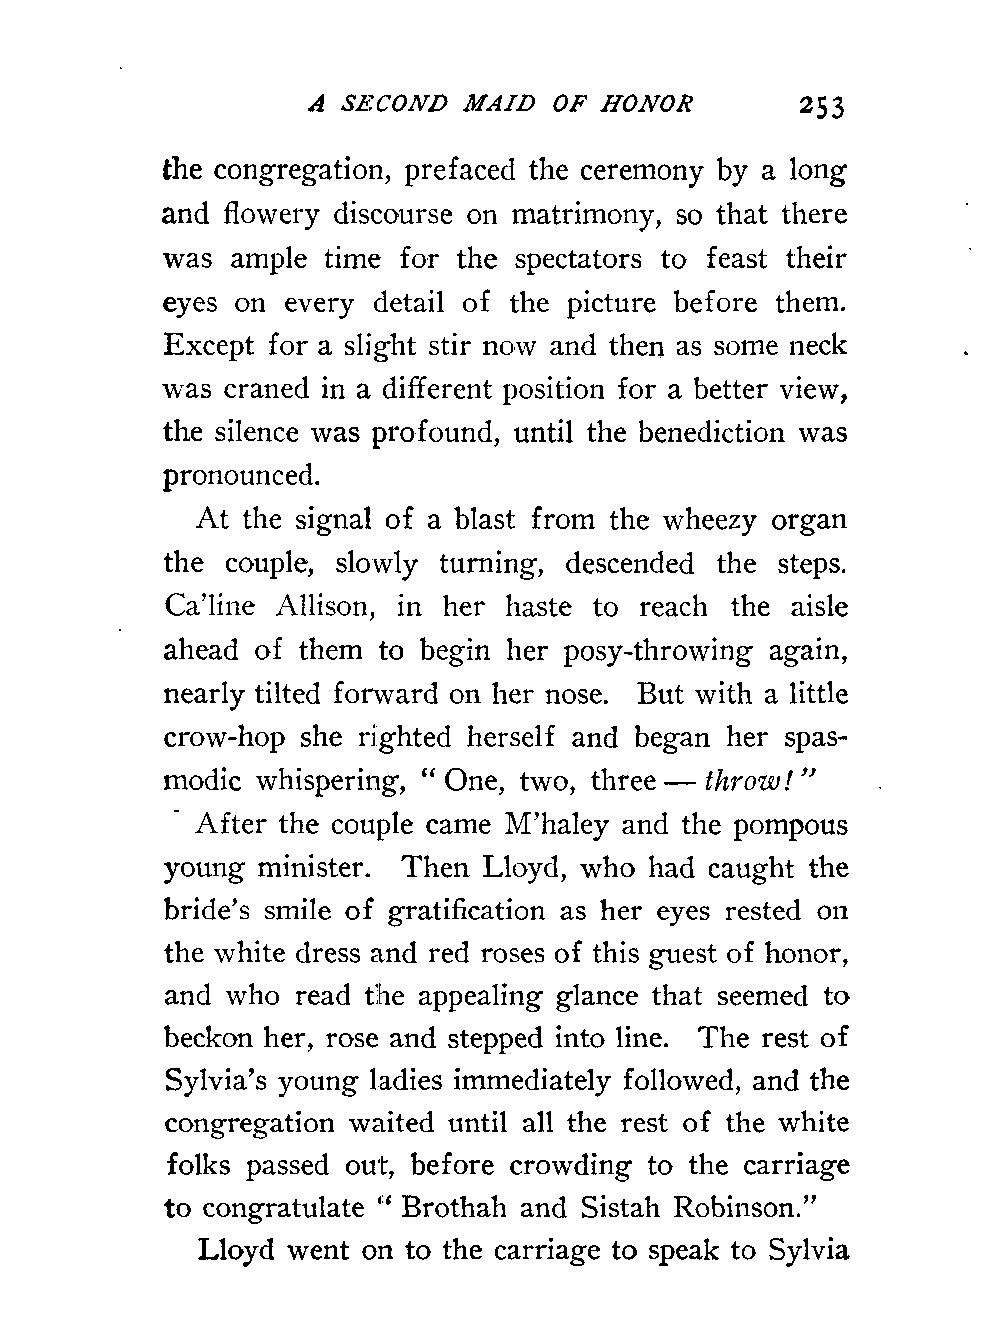 A SECOND MAID OF HONOR 253
the congregation, prefaced the ceremony by a long
and flowery discourse on matrimony, so that there
was ample time for the spectators to feast their
eyes on every detail of the picture before them.
Except for a slight stir now and then as some neck
was craned in a different position for a better view,
the silence was profound, until the benediction was
pronounced.
At the signal of a blast from the wheezy organ
the couple, slowly turning, descended the steps.
Ca'line Allison, in her haste to reach the aisle
ahead of them to begin her posy-throwing again,
nearly tilted forward on her nose. But with a little
crow-hop she righted herself and began her spas-
modic whispering, “ One, two, three — throw! ”
After the couple came M'haley and the pompous
young minister. Then Lloyd, who had caught the
bride's smile of gratification as her eyes rested on
the white dress and red roses of this guest of honor,
and who read the appealing glance that seemed to
beckon her, rose and stepped into line. The rest of
Sylvia's young ladies immediately followed, and the
congregation waited until all the rest of the white
folks passed out, before crowding to the carriage
to congratulate “ Brothah and Sistah Robinson.”
Lloyd went on to the carriage to speak to Sylvia